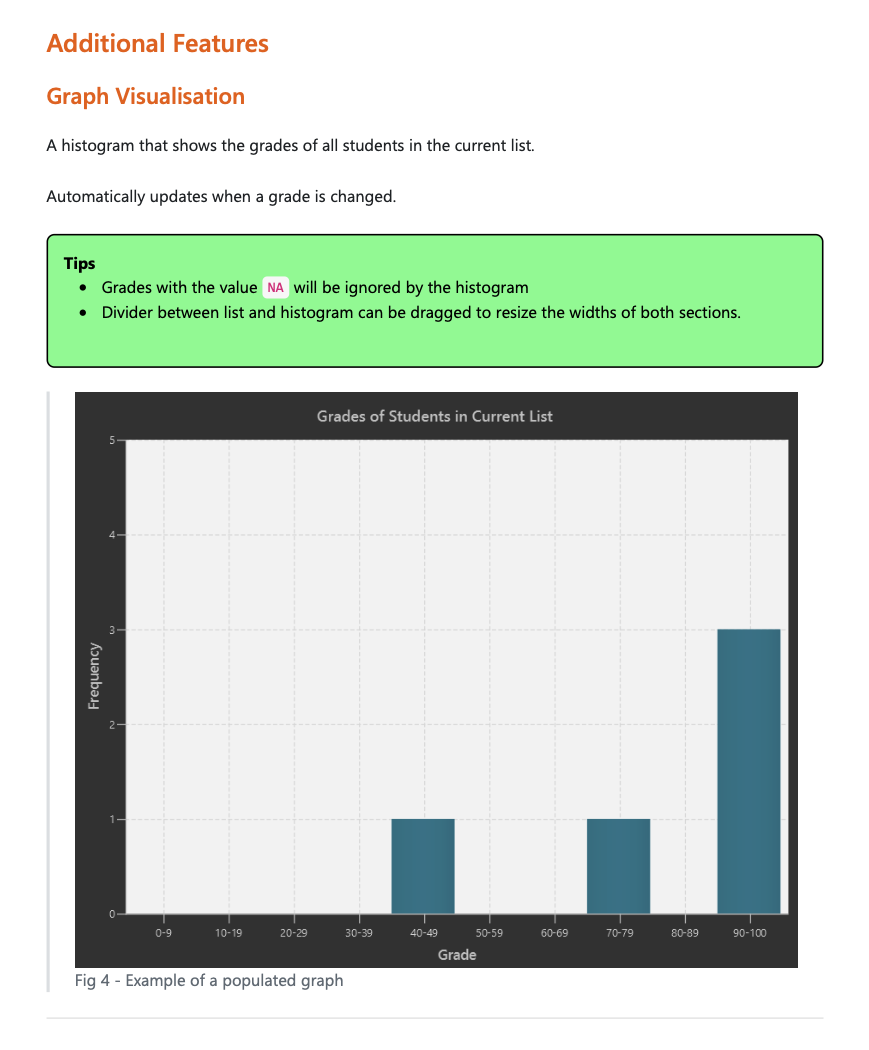 Additional Features
Graph Visualisation
A histogram that shows the grades of all students in the current list.
Automatically updates when a grade is changed.
Tips
• Grades with the value NA will be ignored by the histogram
• Divider between list and histogram can be dragged to resize the widths of both sections.
Grades of Students in Current List
5
4
3
2
1
0
Frequency
0-9 10-19 20-29 30-39 40-49 50-59 60-69 70-79 80-89 90-100
Grade
Fig 4 - Example of a populated graph